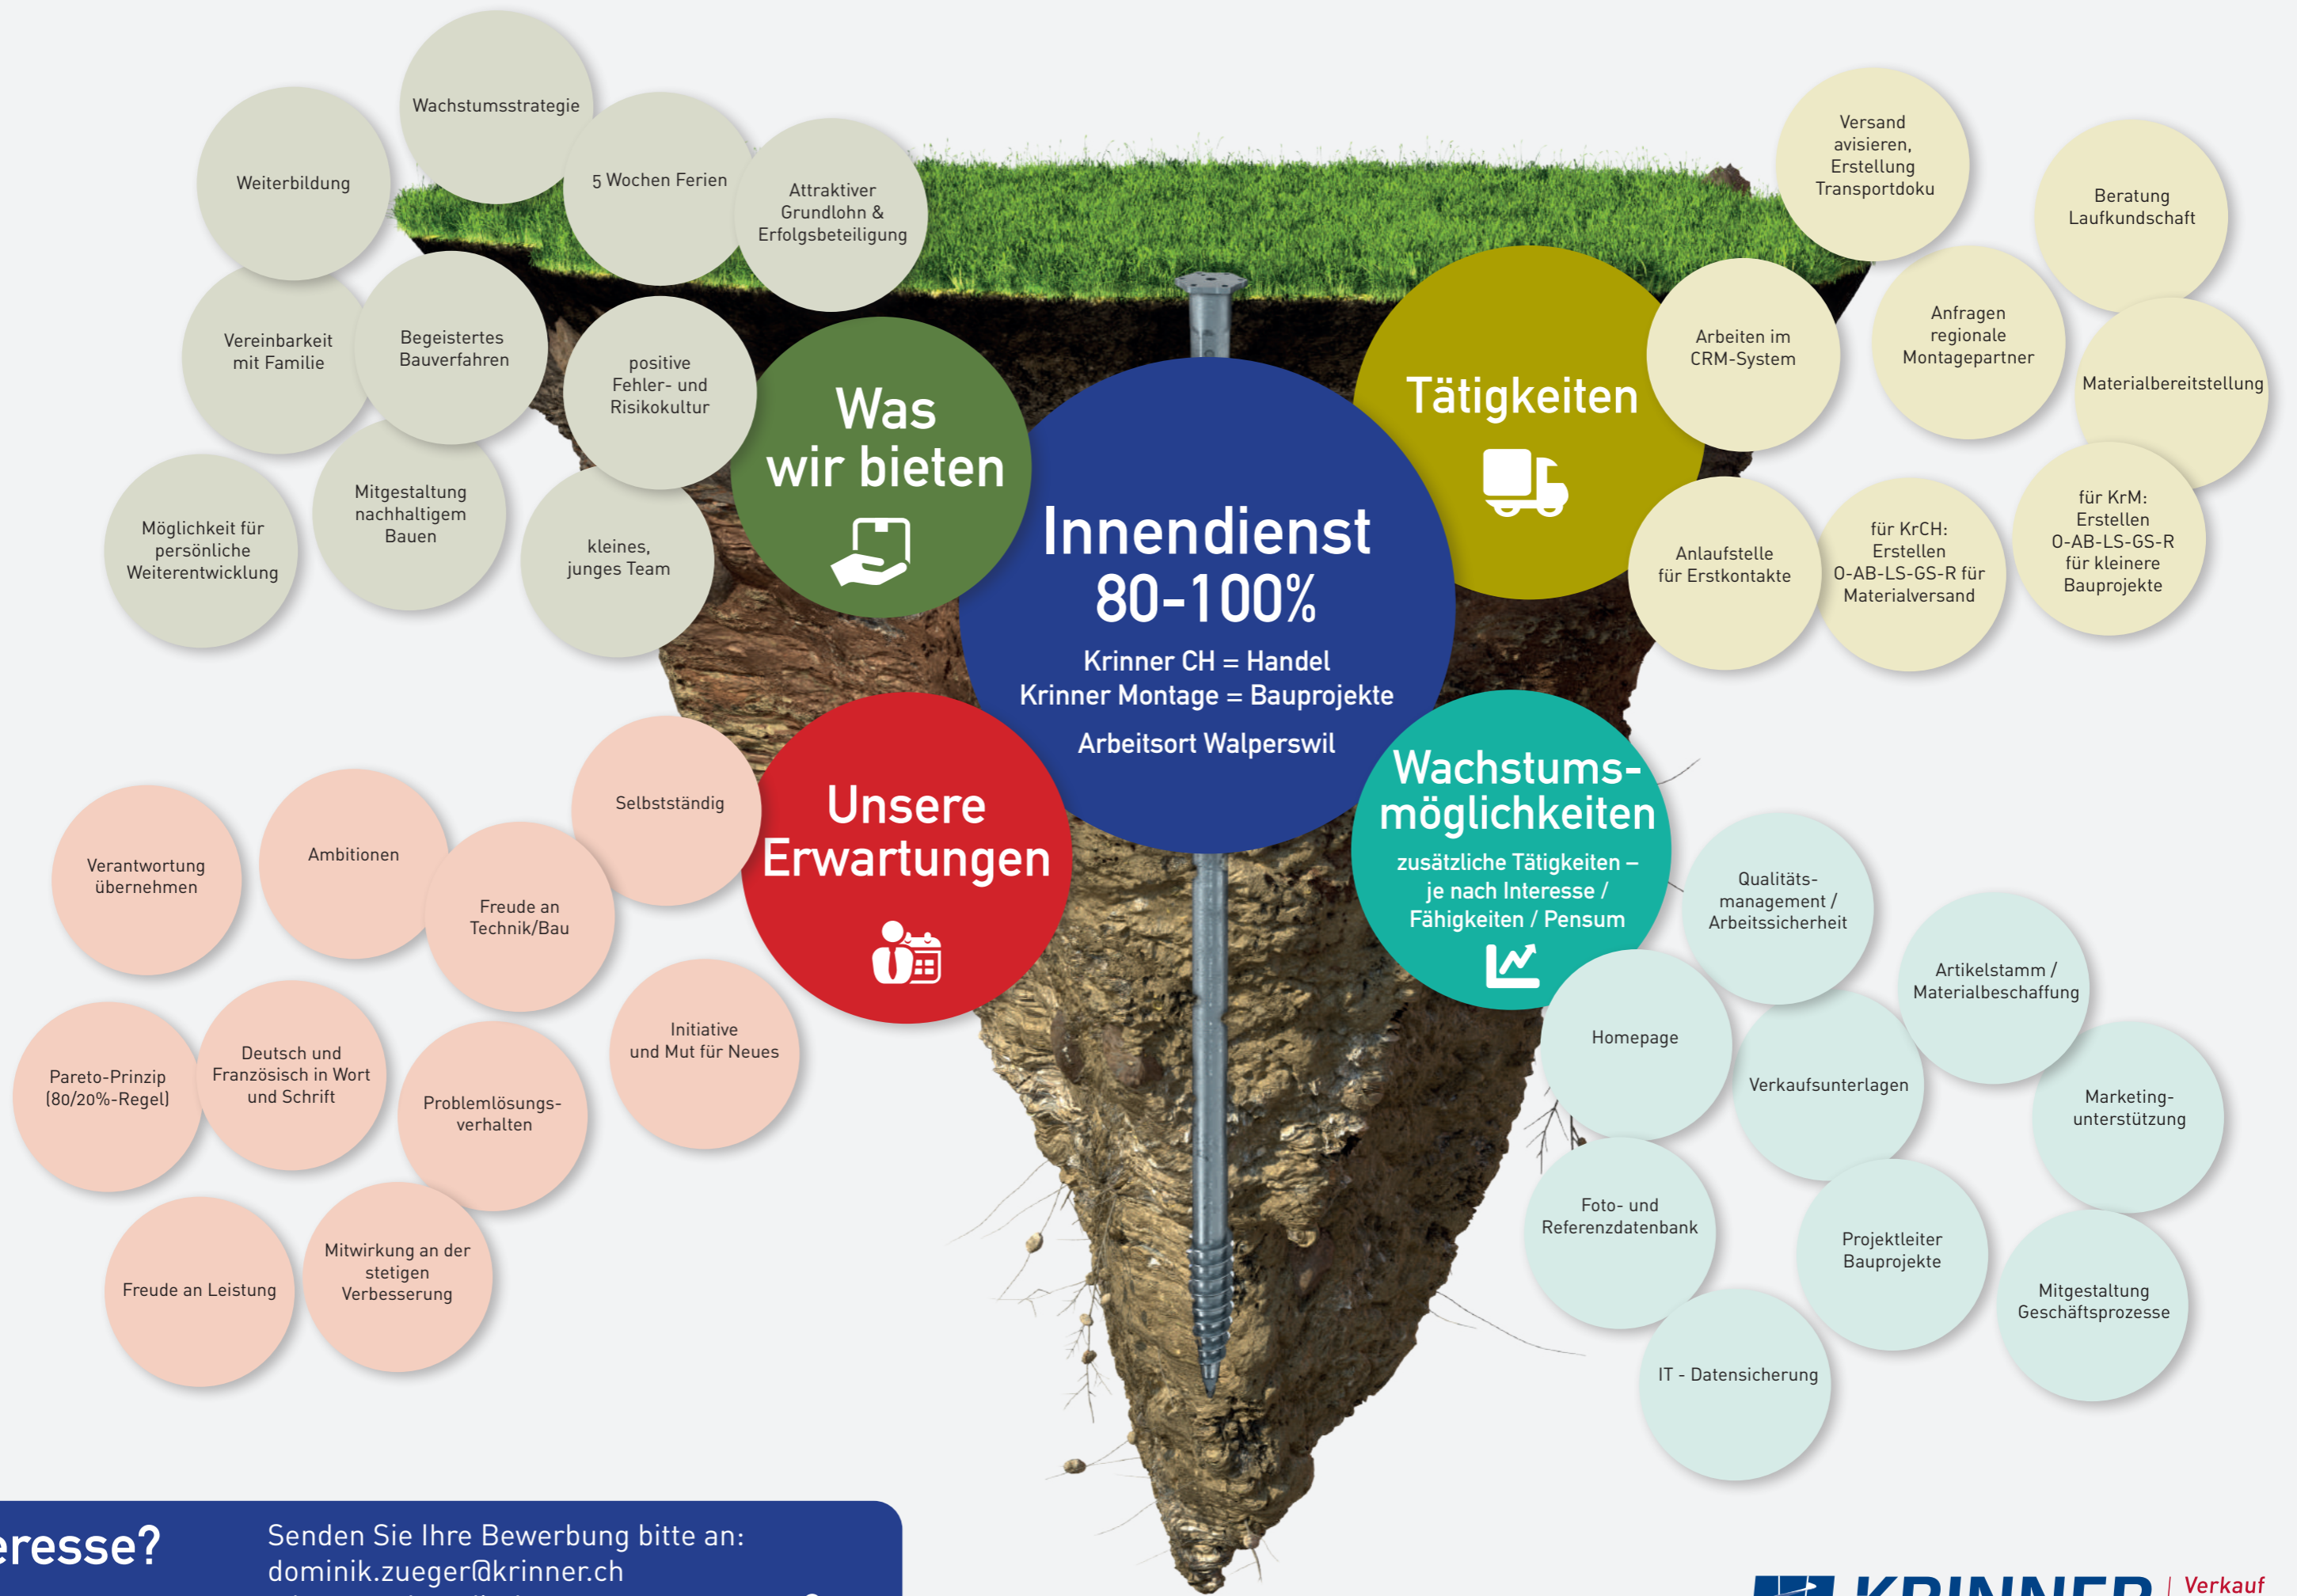 Innendienst
80-100%
Krinner CH = Handel
Krinner Montage = Bauprojekte
Arbeitsort Walperswil
Was
wir bieten
Wachstumsstrategie
Weiterbildung
5 Wochen Ferien
Attraktiver
Grundlohn &
Erfolgsbeteiligung
Vereinbarkeit
mit Familie
Begeistertes
Bauverfahren
positive
Fehler- und
Risikokultur
Möglichkeit für
persönliche
Weiterentwicklung
Mitgestaltung
nachhaltigem
Bauen
kleines,
junges Team
Tätigkeiten
Versand
avisieren,
Erstellung
Transportdoku
Beratung
Laufkundschaft
Arbeiten im
CRM-System
Anfragen
regionale
Montagepartner
Materialbereitstellung
Anlaufstelle
für Erstkontakte
für KrCH:
Erstellen
O-AB-LS-GS-R für
Materialversand
für KrM:
Erstellen
O-AB-LS-GS-R
für kleinere
Bauprojekte
Unsere
Erwartungen
Selbstständig
Verantwortung
übernehmen
Ambitionen
Freude an
Technik/Bau
Initiative
und Mut für Neues
Pareto-Prinzip
(80/20%-Regel)
Deutsch und
Französisch in Wort
und Schrift
Problemlösungs-
verhalten
Freude an Leistung
Mitwirkung an der
stetigen
Verbesserung
Wachstums-
möglichkeiten
zusätzliche Tätigkeiten –
je nach Interesse /
Fähigkeiten / Pensum
Qualitäts-
management /
Arbeitssicherheit
Artikelstamm /
Materialbeschaffung
Homepage
Verkaufsunterlagen
Marketing-
unterstützung
Foto- und
Referenzdatenbank
Projektleiter
Bauprojekte
Mitgestaltung
Geschäftsprozesse
IT - Datensicherung
eresse?
Senden Sie Ihre Bewerbung bitte an:
dominik.zueger@krinner.ch
KRINNER
Verkauf